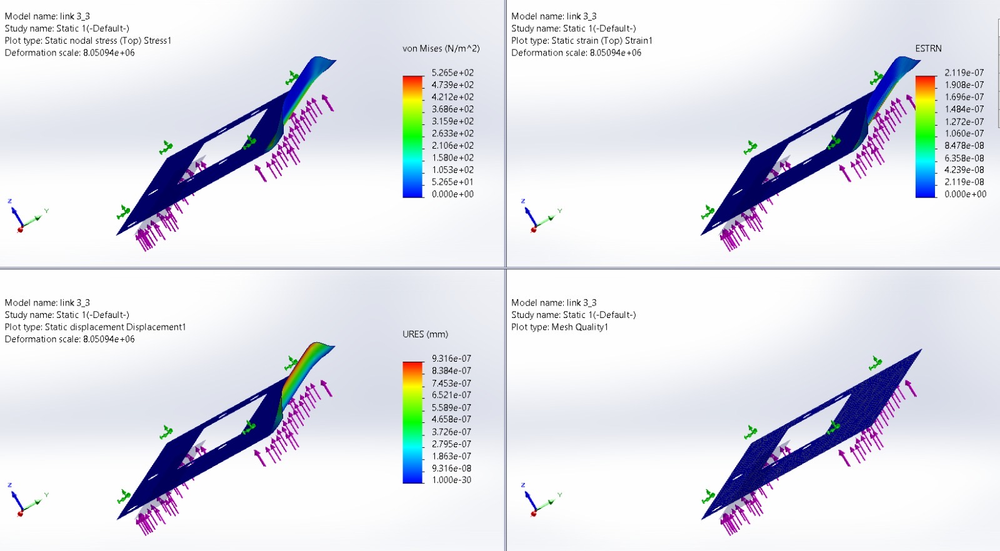 Model name: link 3_3
Study name: Static 1(-Default-)
Plot type: Static nodal stress (Top) Stress1
Deformation scale: 8.05094e+06
von Mises (N/m^2)
5.265e+02
4.739e+02
4.212e+02
3.686e+02
3.159e+02
2.633e+02
2.106e+02
1.580e+02
1.053e+02
5.265e+01
0.000e+00
Z
Y
Model name: link 3_3
Study name: Static 1(-Default-)
Plot type: Static strain (Top) Strain1
Deformation scale: 8.05094e+06
ESTRN
2.119e-07
1.908e-07
1.696e-07
1.484e-07
1.272e-07
1.060e-07
8.478e-08
6.358e-08
4.239e-08
2.119e-08
0.000e+00
Z
Y
Model name: link 3_3
Study name: Static 1(-Default-)
Plot type: Static displacement Displacement1
Deformation scale: 8.05094e+06
URES (mm)
9.316e-07
8.384e-07
7.453e-07
6.521e-07
5.589e-07
4.658e-07
3.726e-07
2.795e-07
1.863e-07
9.316e-08
1.000e-30
Z
Y
Model name: link 3_3
Study name: Static 1(-Default-)
Plot type: Mesh Quality1
Z
Y